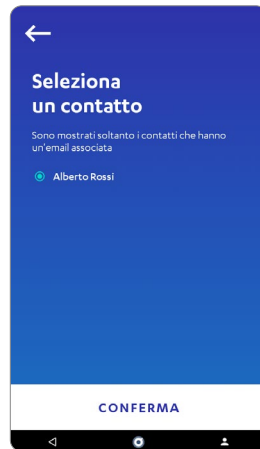 Seleziona
un contatto
Sono mostrati soltanto i contatti che hanno
un'email associata
Alberto Rossi
CONFERMA